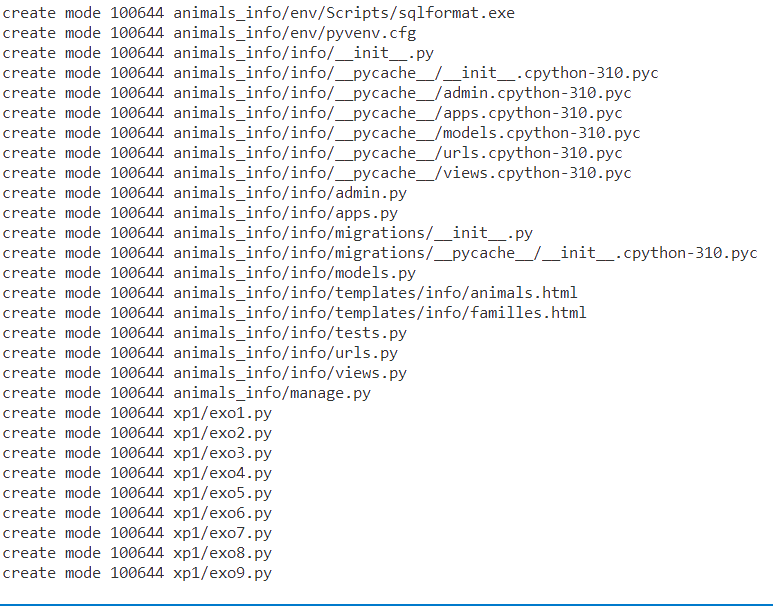 create mode 100644 animals_info/env/Scripts/sqlformat.exe
create mode 100644 animals_info/env/pyvenv.cfg
create mode 100644 animals_info/info/__init__.py
create mode 100644 animals_info/info/__pycache__/__init__.cpython-310.pyc
create mode 100644 animals_info/info/__pycache__/admin.cpython-310.pyc
create mode 100644 animals_info/info/__pycache__/apps.cpython-310.pyc
create mode 100644 animals_info/info/__pycache__/models.cpython-310.pyc
create mode 100644 animals_info/info/__pycache__/urls.cpython-310.pyc
create mode 100644 animals_info/info/__pycache__/views.cpython-310.pyc
create mode 100644 animals_info/info/admin.py
create mode 100644 animals_info/info/apps.py
create mode 100644 animals_info/info/migrations/__init__.py
create mode 100644 animals_info/info/migrations/__pycache__/__init__.cpython-310.pyc
create mode 100644 animals_info/info/models.py
create mode 100644 animals_info/info/templates/info/animals.html
create mode 100644 animals_info/info/templates/info/familles.html
create mode 100644 animals_info/info/tests.py
create mode 100644 animals_info/info/urls.py
create mode 100644 animals_info/info/views.py
create mode 100644 animals_info/manage.py
create mode 100644 xp1/exo1.py
create mode 100644 xp1/exo2.py
create mode 100644 xp1/exo3.py
create mode 100644 xp1/exo4.py
create mode 100644 xp1/exo5.py
create mode 100644 xp1/exo6.py
create mode 100644 xp1/exo7.py
create mode 100644 xp1/exo8.py
create mode 100644 xp1/exo9.py